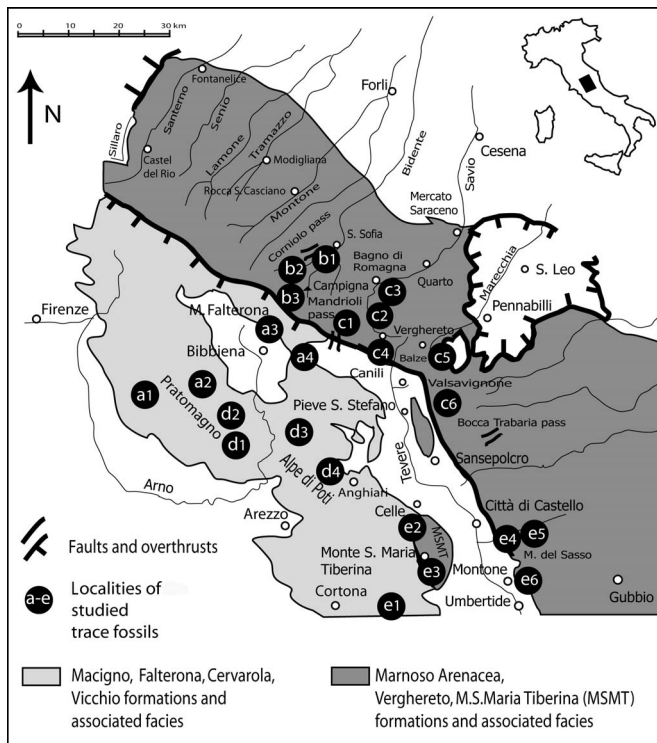 0 10 20 30 km
N
Fontanelice
Santerno
Senio
Sillaro
Castel
del Rio
Lamone
Tramazzo
Modigliana
Rocca S. Casciano
Montone
Forlì
Bidente
Cesena
Savio
Mercato
Saraceno
Corniolo pass
S. Sofia
b1
b2
b3
Bagno di
Romagna
Campigna
Mandrioli
pass
c3
c2
c1
Quarto
Marecchia
S. Leo
Pennabilli
Firenze
M. Falterona
a3
Bibbiena
a4
Verghereto
c4
Balze
c5
Canili
Valsavignone
c6
a1
a2
Pratomagno
d2
d1
Pieve S. Stefano
d3
Bocca Trabaria pass
Tevere
Sansepolcro
Alpe di Poti
d4
Anghiari
Arno
Arezzo
Celle
e2
MSMT
Città di Castello
e4
e5
M. del Sasso
Monte S. Maria
Tiberina
e3
Montone
e6
Cortona
e1
Umbertide
Gubbio
Faults and overthrusts
a-e
Localities of
studied
trace fossils
Macigno, Falterona, Cervarola,
Vicchio formations and
associated facies
Marnoso Arenacea,
Verghereto, M.S.Maria Tiberina (MSMT)
formations and associated facies